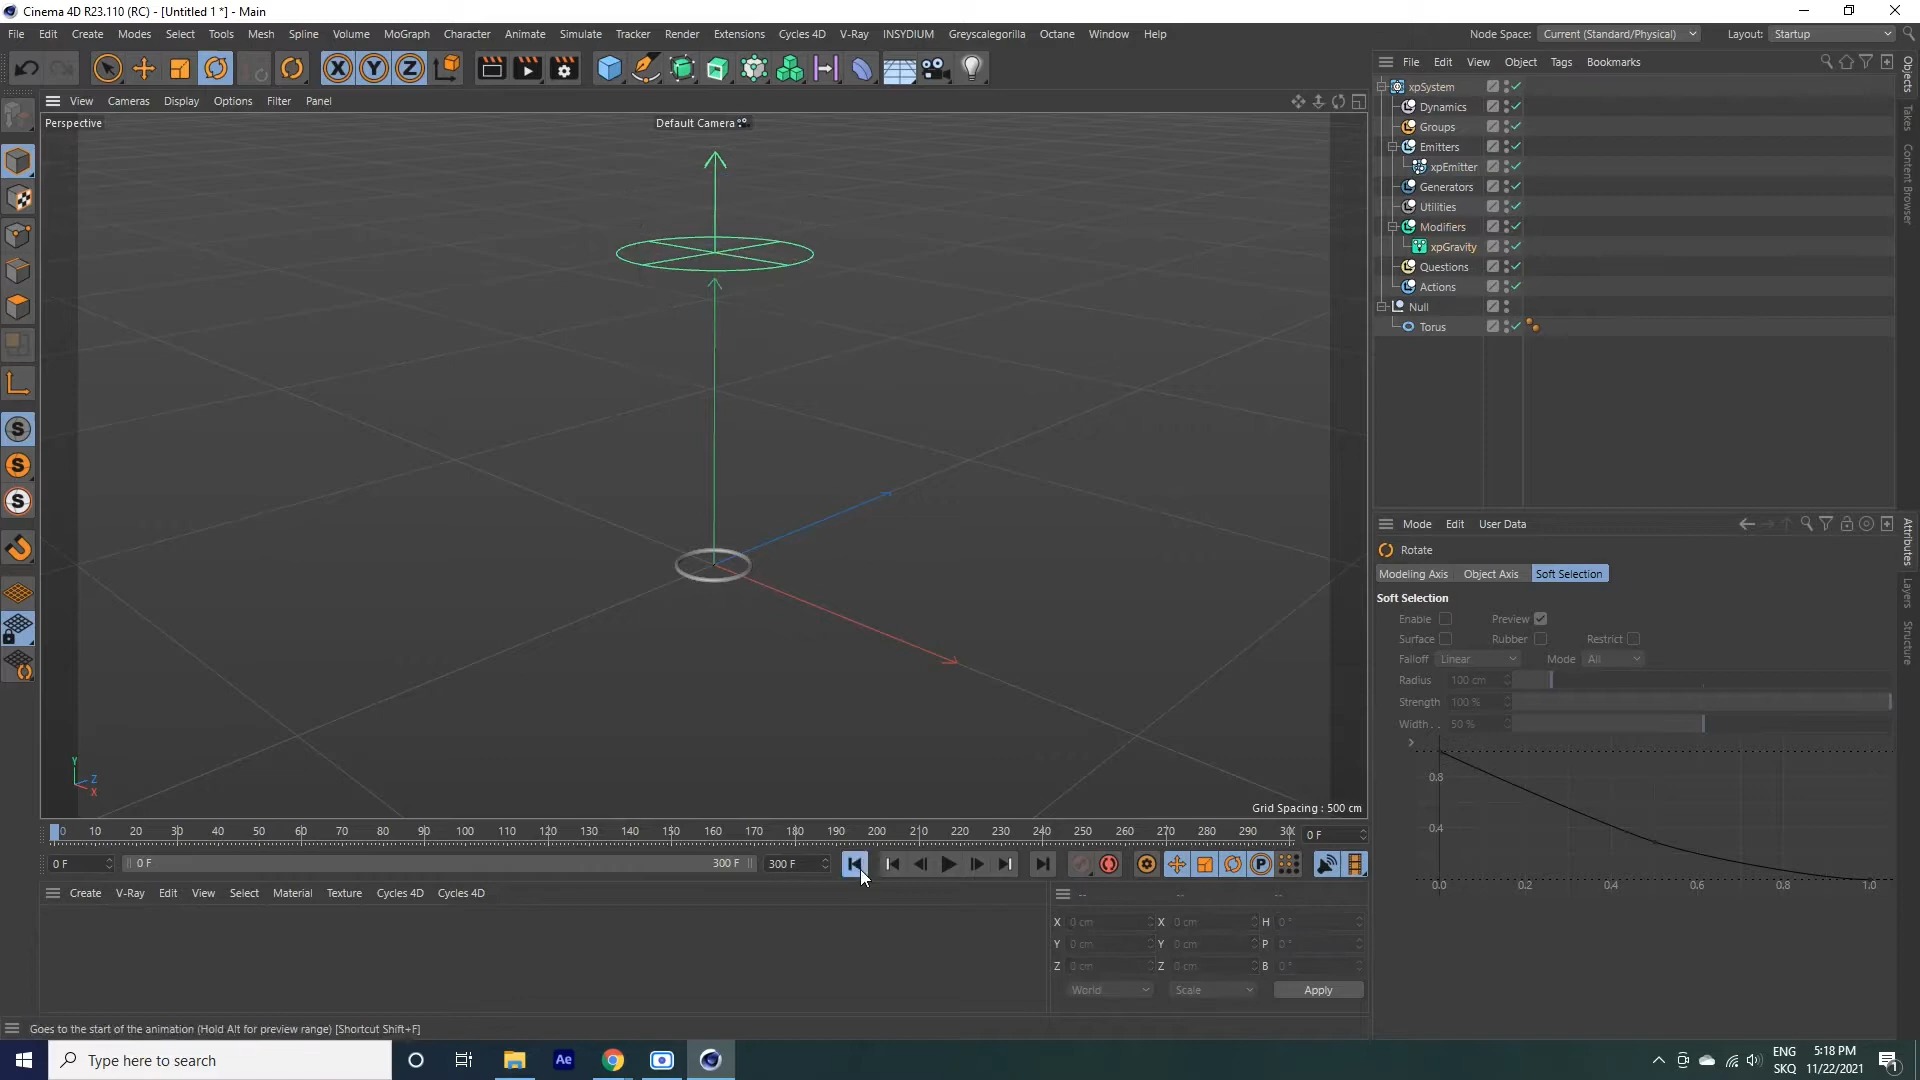 Cinema 4D R23.110 (RC) - [Untitled 1 *] - Main
File Edit Create Modes Select Tools Mesh Spline Volume MoGraph Character Animate Simulate Tracker Render Extensions Cycles 4D V-Ray INSYDIUM Greyscalegorilla Octane Window Help
Node Space: Current (Standard/Physical) Layout: Startup
X Y Z
File Edit View Object Tags Bookmarks
View Cameras Display Options Filter Panel
Perspective
Default Camera
xpSystem
Dynamics
Groups
Emitters
xpEmitter
Generators
Utilities
Modifiers
xpGravity
Questions
Actions
Null
Torus
Objects
Takes
Content Browser
S
S
S
Y
Z
X
Grid Spacing : 500 cm
Mode Edit User Data
Rotate
Modeling Axis Object Axis Soft Selection
Soft Selection
Enable Preview
Surface Rubber Restrict
Falloff Linear Mode All
Radius 100 cm
Strength 100 %
Width . . 50 %
0.8
0.4
0.0 0.2 0.4 0.6 0.8 1.0
Attributes
Layers
Structure
0 10 20 30 40 50 60 70 80 90 100 110 120 130 140 150 160 170 180 190 200 210 220 230 240 250 260 270 280 290 300 0 F
0 F 0 F 300 F 300 F P
Create V-Ray Edit View Select Material Texture Cycles 4D Cycles 4D
-- -- --
X 0 cm X 0 cm H 0 °
Y 0 cm Y 0 cm P 0 °
Z 0 cm Z 0 cm B 0 °
World Scale Apply
Goes to the start of the animation (Hold Alt for preview range) [Shortcut Shift+F]
Type here to search
Ae
ENG
SKQ
5:18 PM
11/22/2021
1